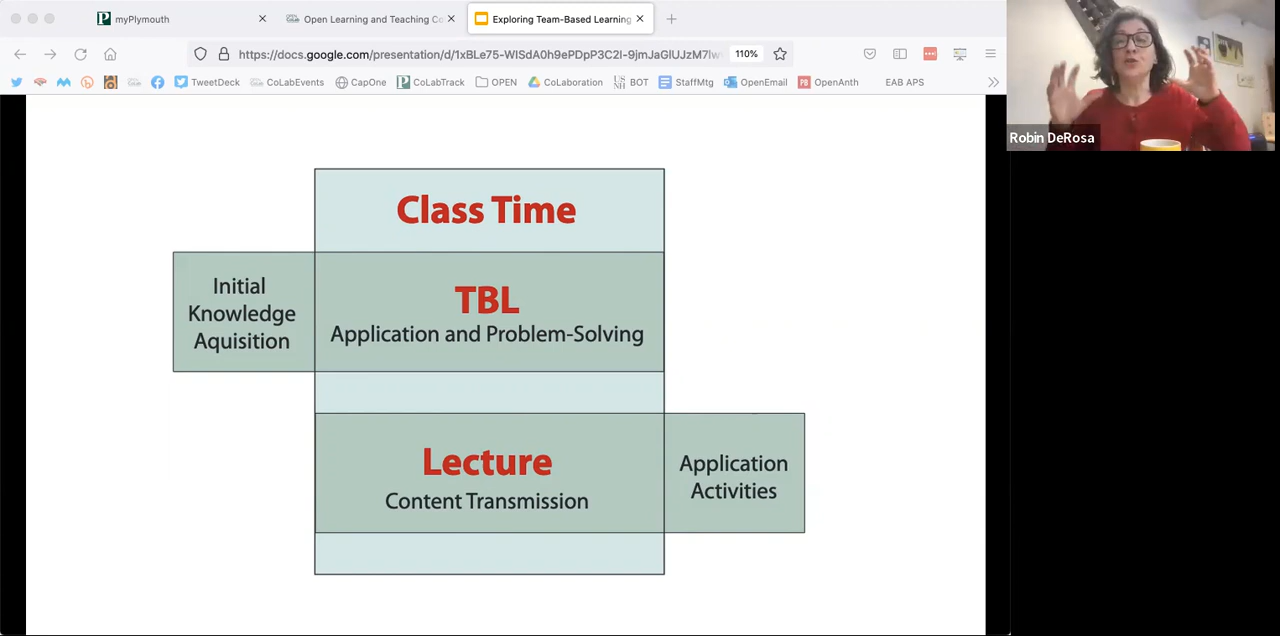 myPlymouth
Open Learning and Teaching Co
Exploring Team-Based Learning
https://docs.google.com/presentation/d/1xBLe75-WISdA0h9ePDpP3C2I-9jmJaGlUJzM7lw
110%
TweetDeck
CoLabEvents
CapOne
CoLabTrack
OPEN
CoLaboration
BOT
StaffMtg
OpenEmail
OpenAnth
EAB APS
Robin DeRosa
Class Time
Initial
Knowledge
Aquisition
TBL
Application and Problem-Solving
Lecture
Content Transmission
Application
Activities